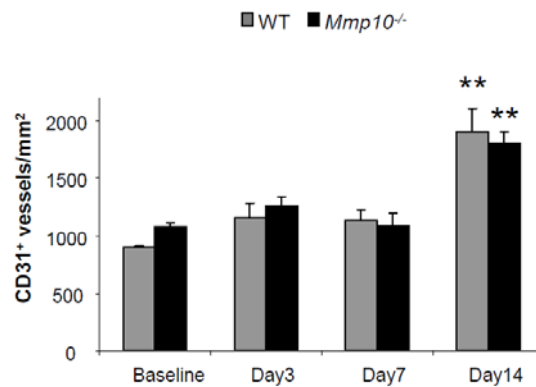 WT Mmp10-/-
CD31+ vessels/mm2
2000
1500
1000
500
0
** **
Baseline Day3 Day7 Day14